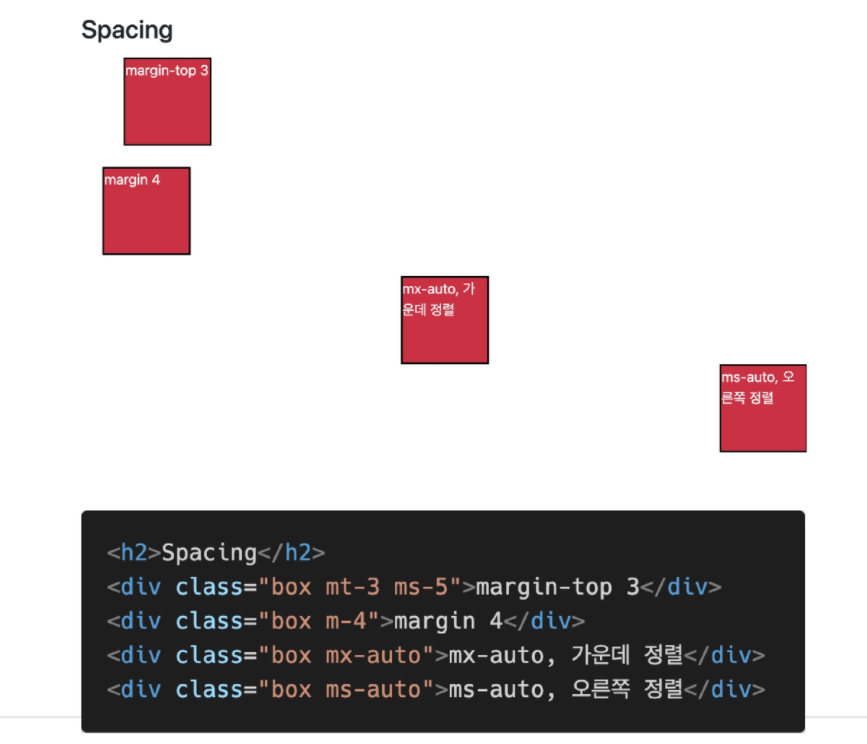 Spacing
margin-top 3
margin 4
mx-auto, 가
운데 정렬
ms-auto, 오
른쪽 정렬
<h2>Spacing</h2>
<div class="box mt-3 ms-5">margin-top 3</div>
<div class="box m-4">margin 4</div>
<div class="box mx-auto">mx-auto, 가운데 정렬</div>
<div class="box ms-auto">ms-auto, 오른쪽 정렬</div>